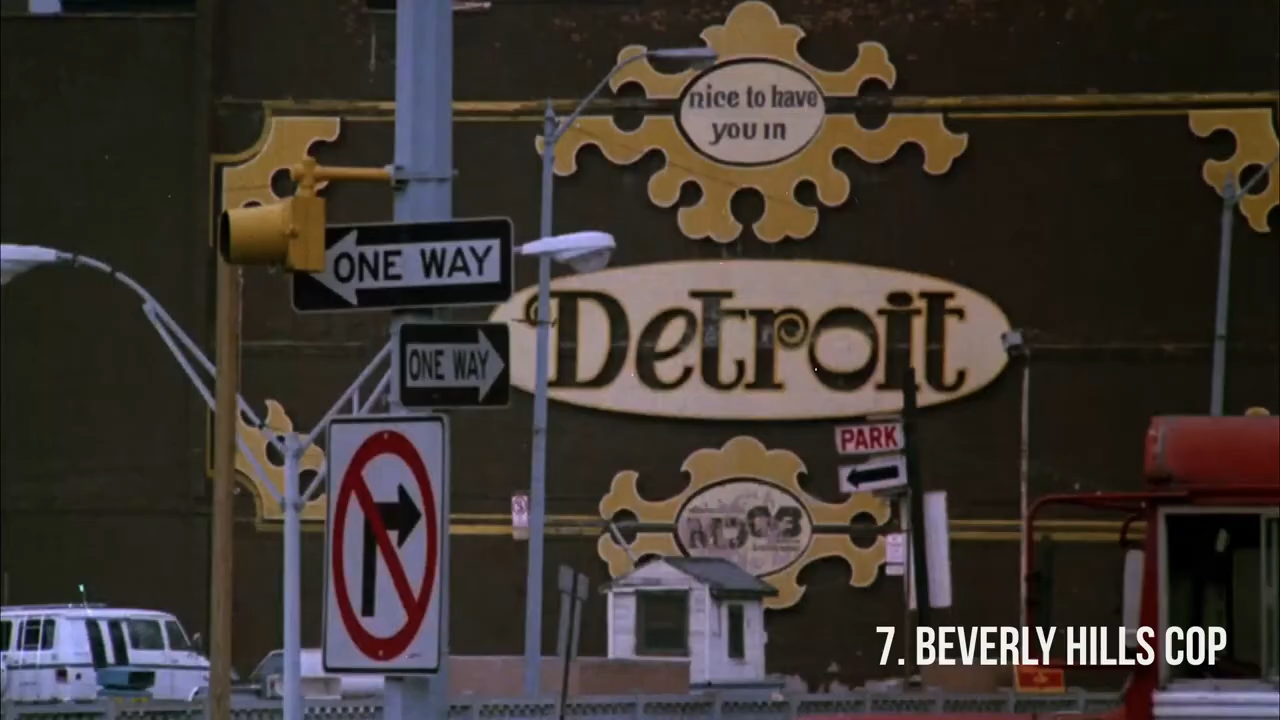 nice to have
you in
ONE WAY
Detroit
ONE WAY
PARK
7. BEVERLY HILLS COP